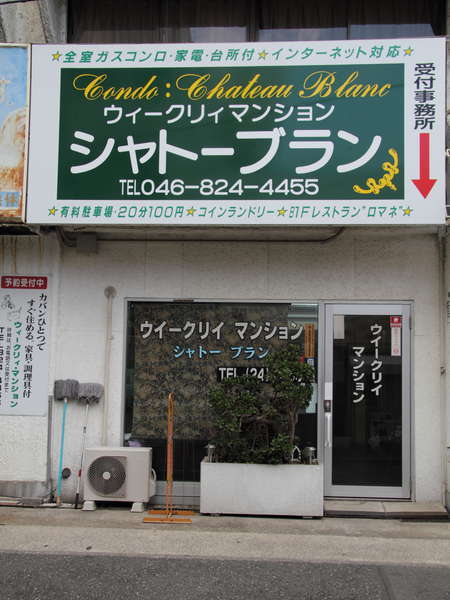 ★全室ガスコンロ・家電・台所付★インターネット対応★
Condo: Chateau Blanc
ウィークリィマンション
シャトーブラン
TEL046-824-4455
★有料駐車場・20分100円★コインランドリー★B1Fレストラン"ロマネ"★
受付事務所
予約受付中
カバンひとつで
すぐ住める、家具・調理具付
ウィークリィ・マンション
ウイークリイ マンション
シャトー ブラン
TEL(24)
ウイークリイ
マンション